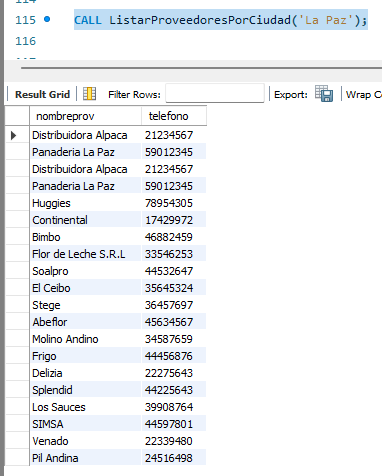 115 CALL ListarProveedoresPorCiudad('La Paz');
116
Result Grid Filter Rows: Export: Wrap
nombreprov telefono
Distribuidora Alpaca 21234567
Panaderia La Paz 59012345
Distribuidora Alpaca 21234567
Panaderia La Paz 59012345
Huggies 78954305
Continental 17429972
Bimbo 46882459
Flor de Leche S.R.L 33546253
Soalpro 44532647
El Ceibo 35645324
Stege 36457697
Abeflor 45634567
Molino Andino 34587659
Frigo 44456876
Delizia 22275643
Splendid 44225643
Los Sauces 39908764
SIMSA 44597801
Venado 22339480
Pil Andina 24516498